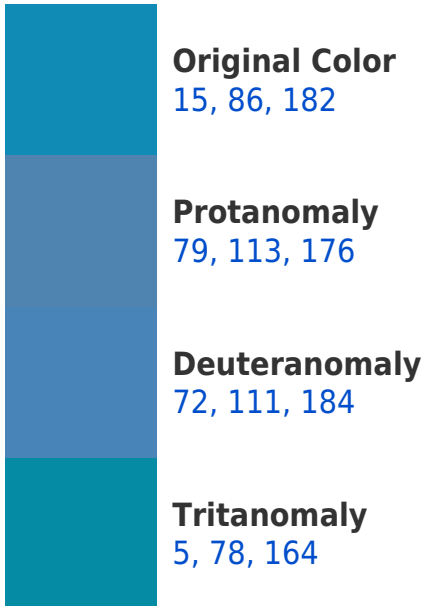 Original Color
15, 86, 182
Protanomaly
79, 113, 176
Deuteranomaly
72, 111, 184
Tritanomaly
5, 78, 164